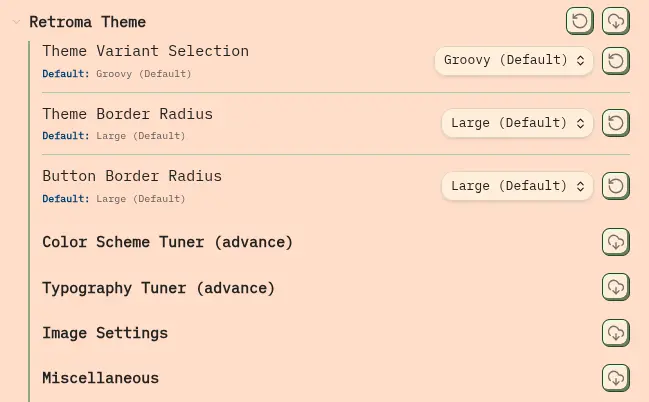 Retroma Theme
Theme Variant Selection
Default: Groovy (Default)
Groovy (Default)
Theme Border Radius
Default: Large (Default)
Large (Default)
Button Border Radius
Default: Large (Default)
Large (Default)
Color Scheme Tuner (advance)
Typography Tuner (advance)
Image Settings
Miscellaneous